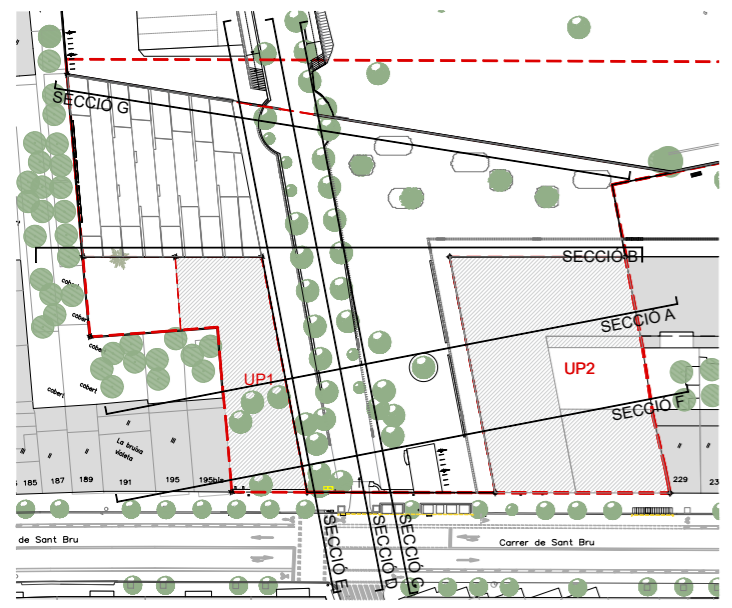 SECCIÓ G
SECCIÓ B
cobert
cobert
cobert
cobert
cobert
SECCIÓ A
UP1
UP2
SECCIÓ F
La bruixa
violeta
185
187
189
191
195
195bis
229
SECCIÓ E
SECCIÓ D
SECCIÓ C
de Sant Bru
Carrer de Sant Bru